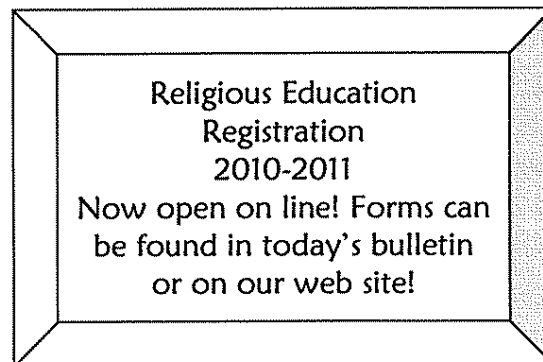 Religious Education
Registration
2010-2011
Now open on line! Forms can
be found in today's bulletin
or on our web site!